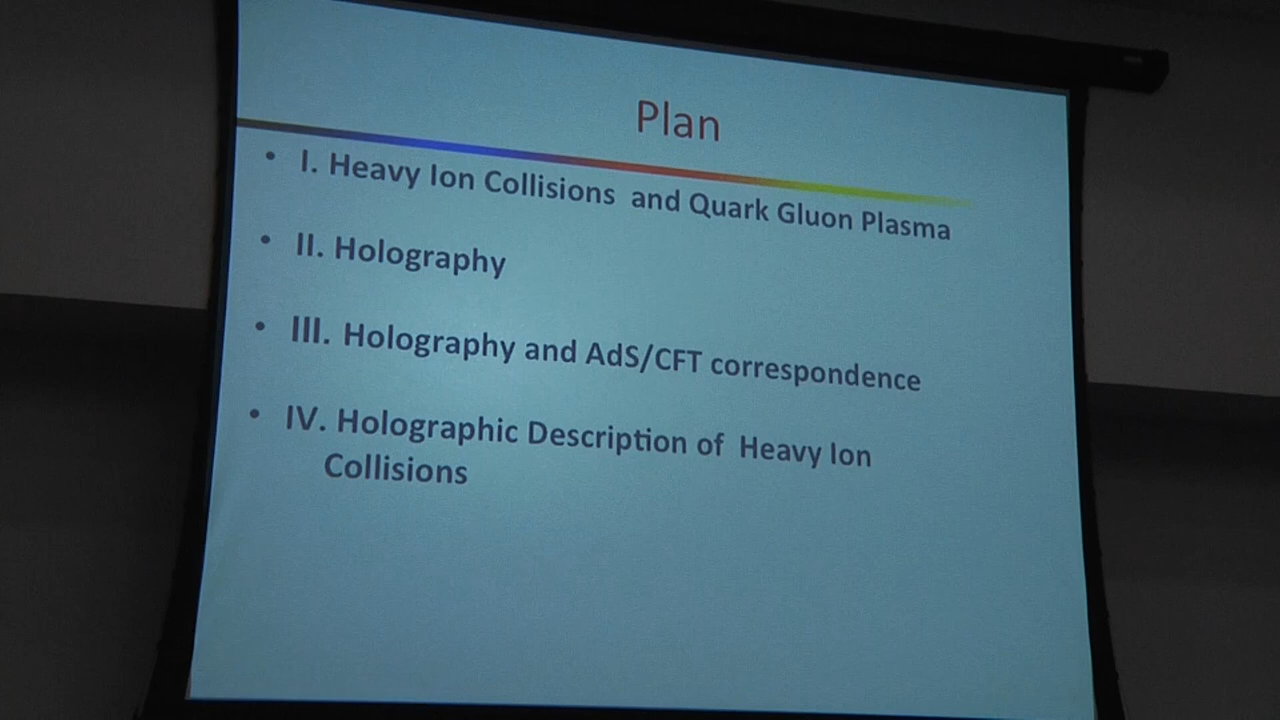 Plan
• I. Heavy Ion Collisions and Quark Gluon Plasma
• II. Holography
• III. Holography and AdS/CFT correspondence
• IV. Holographic Description of Heavy Ion
Collisions